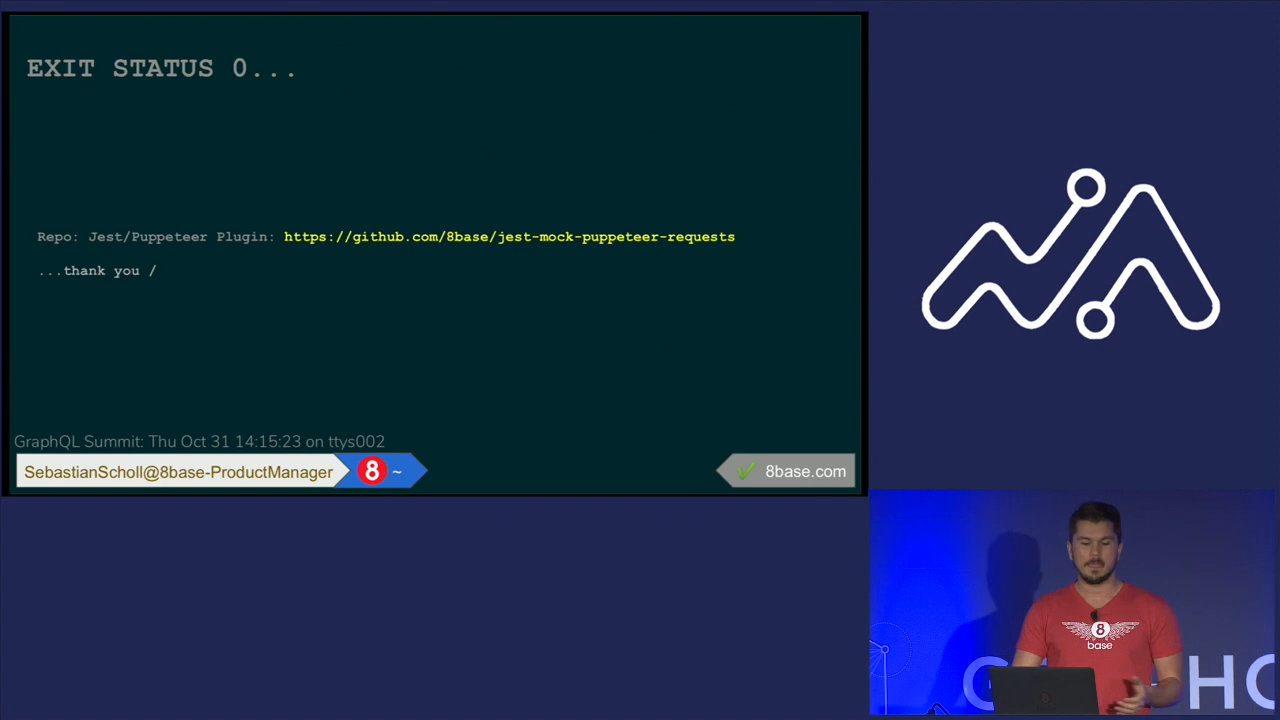 EXIT STATUS 0...
Repo: Jest/Puppeteer Plugin: https://github.com/8base/jest-mock-puppeteer-requests
...thank you /
GraphQL Summit: Thu Oct 31 14:15:23 on ttys002
SebastianScholl@8base-ProductManager 8 ~
8base.com
8
base
HO